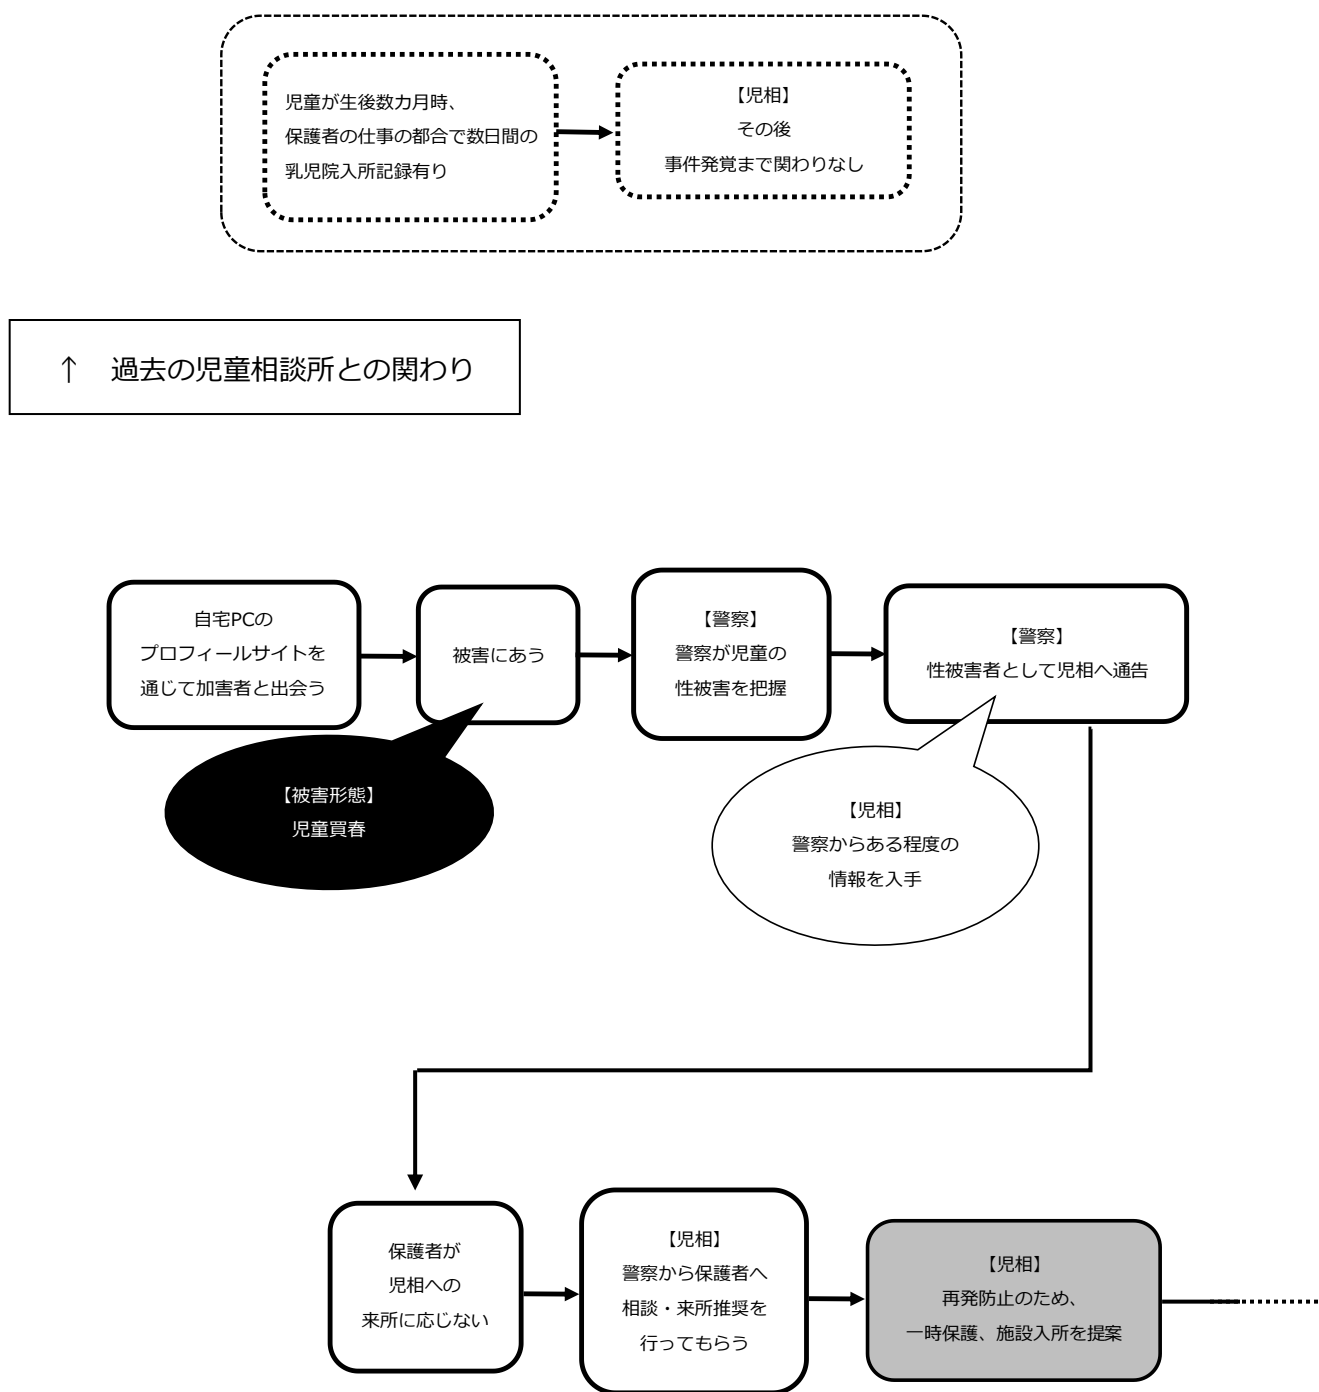 児童が生後数カ月時、
保護者の仕事の都合で数日間の
乳児院入所記録有り
【児相】
その後
事件発覚まで関わりなし
↑　過去の児童相談所との関わり
自宅PCの
プロフィールサイトを
通じて加害者と出会う
被害にあう
【警察】
警察が児童の
性被害を把握
【警察】
性被害者として児相へ通告
【被害形態】
児童買春
【児相】
警察からある程度の
情報を入手
保護者が
児相への
来所に応じない
【児相】
警察から保護者へ
相談・来所推奨を
行ってもらう
【児相】
再発防止のため、
一時保護、施設入所を提案